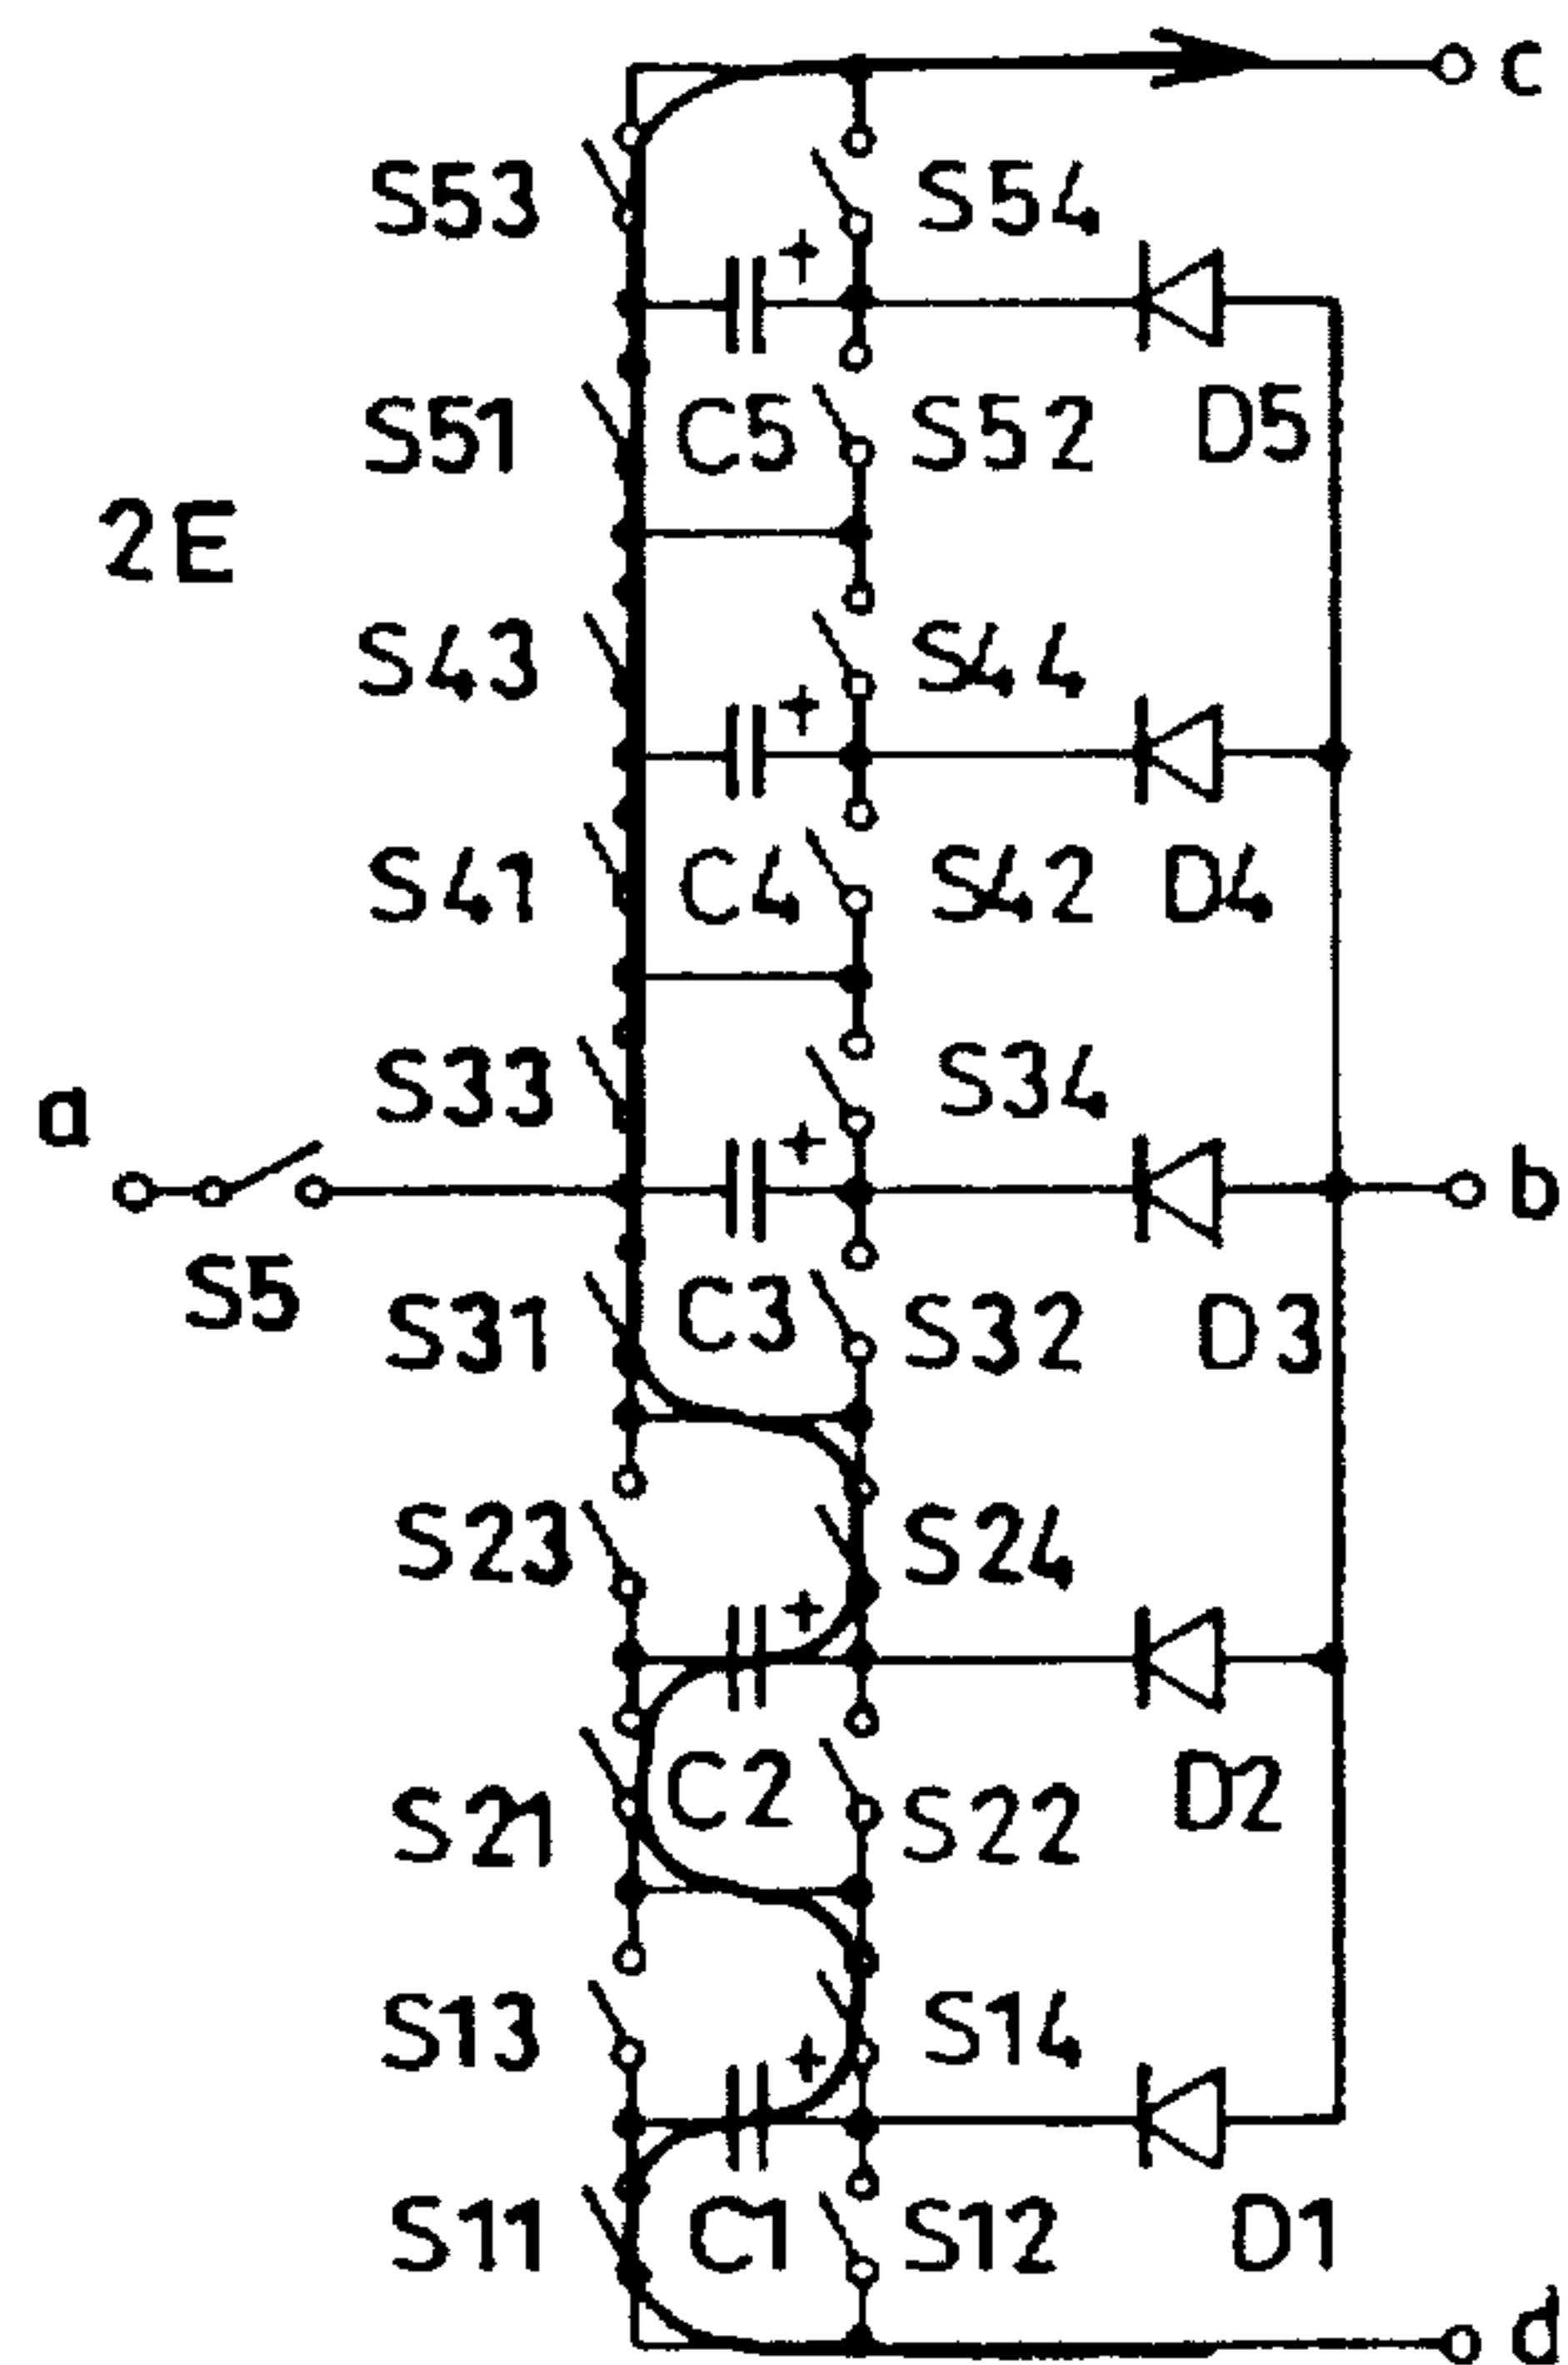 c
S53 S54
+
S51 C5 S52 D5
2E
S43 S44
+
S41 C4 S42 D4
S33 S34
a + b
S5 S31 C3 S32 D3
S23 S24
+
S21 C2 S22 D2
S13 S14
+
S11 C1 S12 D1
d